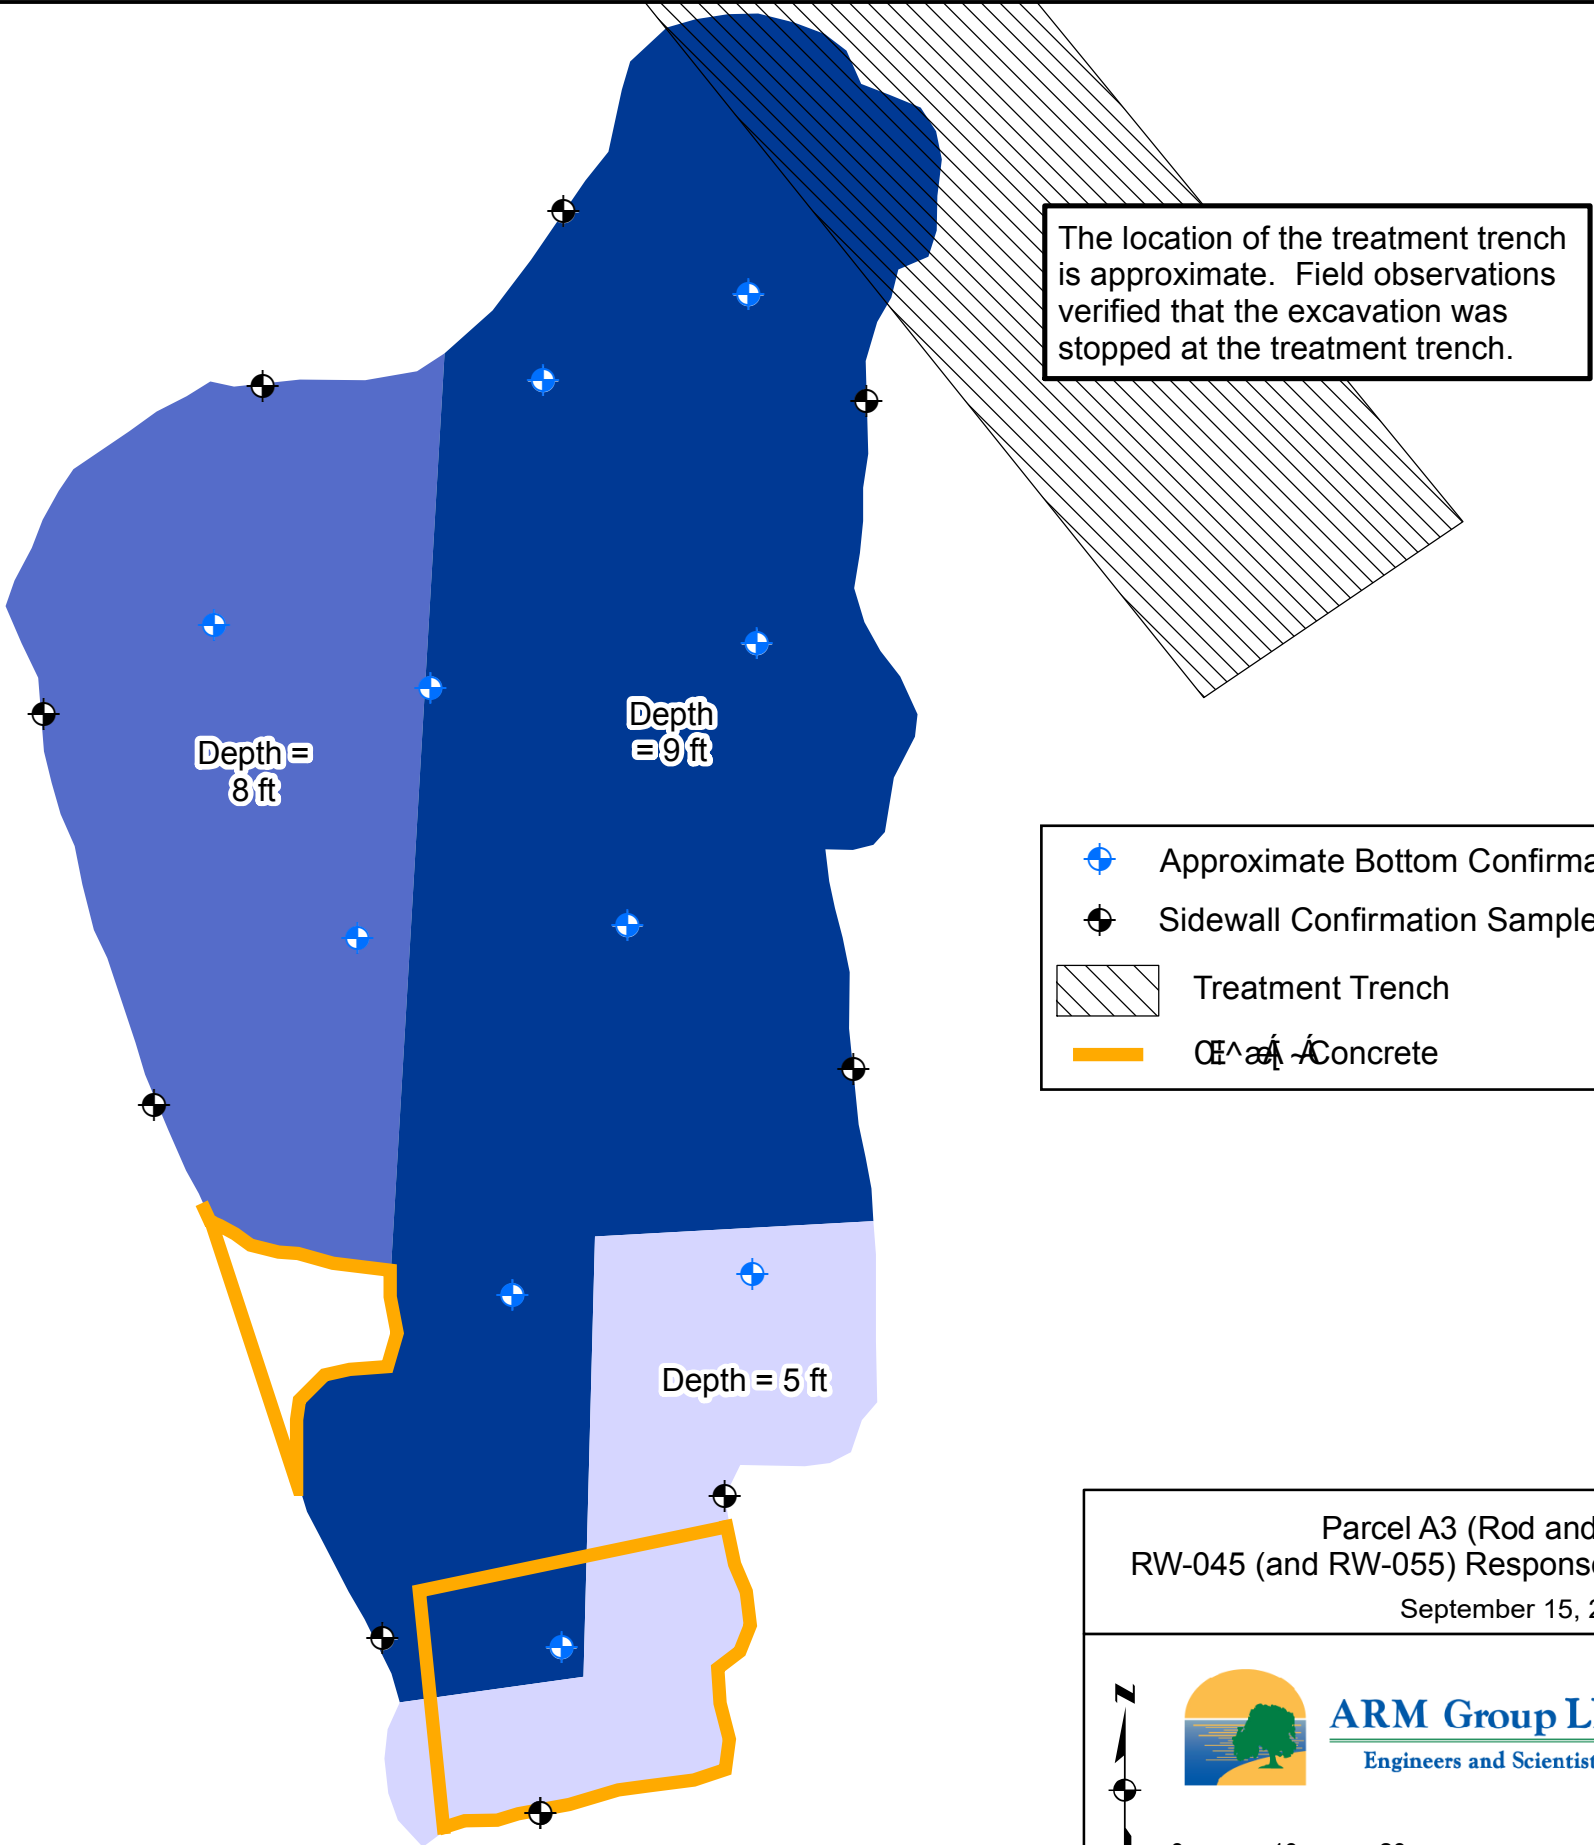 The location of the treatment trench
is approximate. Field observations
verified that the excavation was
stopped at the treatment trench.
Depth
= 9 ft
Depth =
8 ft
Approximate Bottom Confirma
Sidewall Confirmation Sample
Treatment Trench
Concrete
Depth = 5 ft
Parcel A3 (Rod and
RW-045 (and RW-055) Response
September 15, 2
N
ARM Group L
Engineers and Scientist